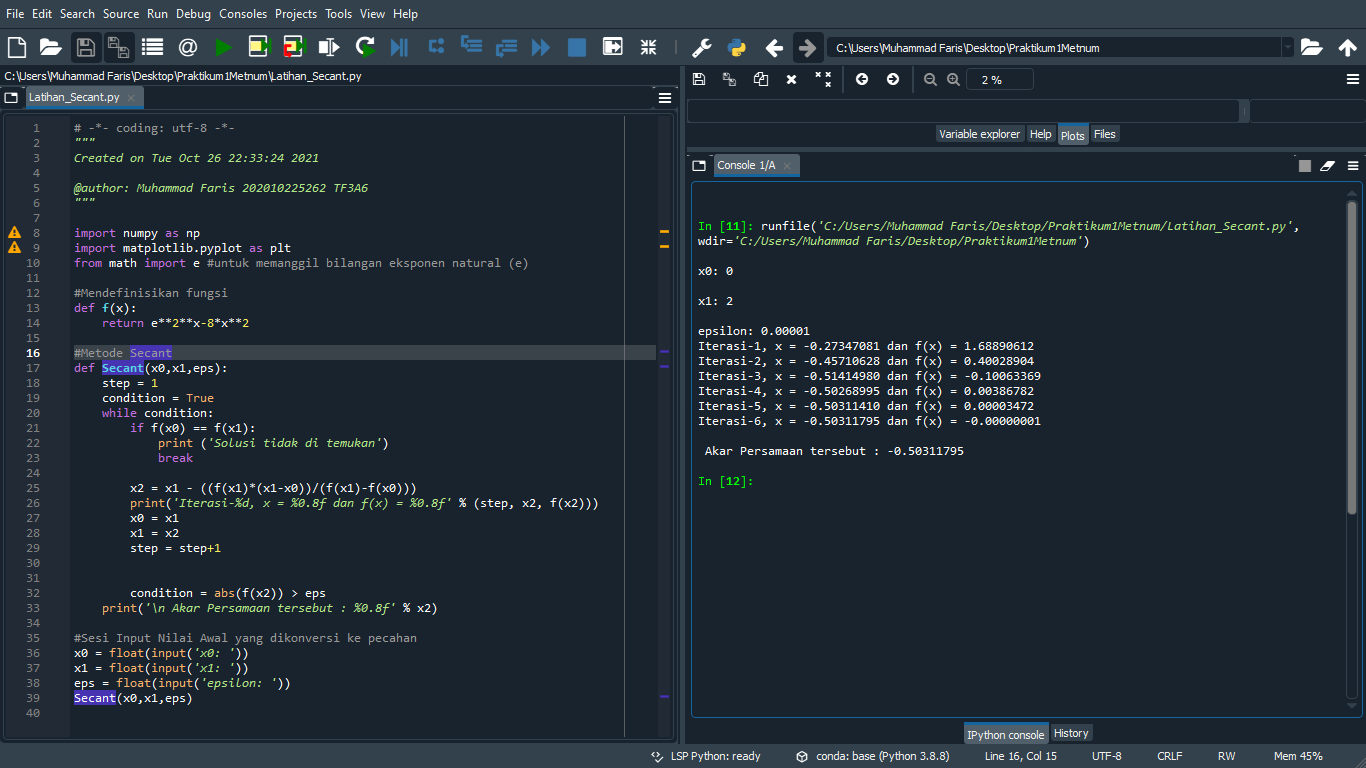 File Edit Search Source Run Debug Consoles Projects Tools View Help
C:\Users\Muhammad Faris\Desktop\Praktikum1Metnum
C:\Users\Muhammad Faris\Desktop\Praktikum1Metnum\Latihan_Secant.py
Latihan_Secant.py
1 # -*- coding: utf-8 -*-
2 """
3 Created on Tue Oct 26 22:33:24 2021
4
5 @author: Muhammad Faris 202010225262 TF3A6
6 """
7
8 import numpy as np
9 import matplotlib.pyplot as plt
10 from math import e #untuk memanggil bilangan eksponen natural (e)
11
12 #Mendefinisikan fungsi
13 def f(x):
14 return e**2**x-8*x**2
15
16 #Metode Secant
17 def Secant(x0,x1,eps):
18 step = 1
19 condition = True
20 while condition:
21 if f(x0) == f(x1):
22 print ('Solusi tidak di temukan')
23 break
24
25 x2 = x1 - ((f(x1)*(x1-x0))/(f(x1)-f(x0)))
26 print('Iterasi-%d, x = %0.8f dan f(x) = %0.8f' % (step, x2, f(x2)))
27 x0 = x1
28 x1 = x2
29 step = step+1
30
31
32 condition = abs(f(x2)) > eps
33 print('\n Akar Persamaan tersebut : %0.8f' % x2)
34
35 #Sesi Input Nilai Awal yang dikonversi ke pecahan
36 x0 = float(input('x0: '))
37 x1 = float(input('x1: '))
38 eps = float(input('epsilon: '))
39 Secant(x0,x1,eps)
40
2 %
Variable explorer Help Plots Files
Console 1/A
In [11]: runfile('C:/Users/Muhammad Faris/Desktop/Praktikum1Metnum/Latihan_Secant.py',
wdir='C:/Users/Muhammad Faris/Desktop/Praktikum1Metnum')
x0: 0
x1: 2
epsilon: 0.00001
Iterasi-1, x = -0.27347081 dan f(x) = 1.68890612
Iterasi-2, x = -0.45710628 dan f(x) = 0.40028904
Iterasi-3, x = -0.51414980 dan f(x) = -0.10063369
Iterasi-4, x = -0.50268995 dan f(x) = 0.00386782
Iterasi-5, x = -0.50311410 dan f(x) = 0.00003472
Iterasi-6, x = -0.50311795 dan f(x) = -0.00000001
Akar Persamaan tersebut : -0.50311795
In [12]:
IPython console History
LSP Python: ready conda: base (Python 3.8.8) Line 16, Col 15 UTF-8 CRLF RW Mem 45%